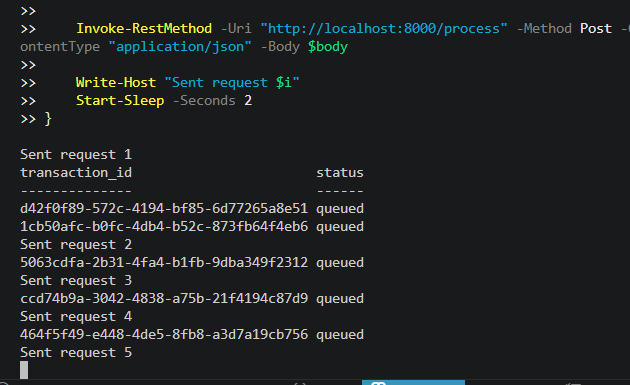 >>
>>     Invoke-RestMethod -Uri "http://localhost:8000/process" -Method Post -C
ontentType "application/json" -Body $body
>>
>>     Write-Host "Sent request $i"
>>     Start-Sleep -Seconds 2
>> }
Sent request 1
transaction_id                       status
--------------                       ------
d42f0f89-572c-4194-bf85-6d77265a8e51 queued
1cb50afc-b0fc-4db4-b52c-873fb64f4eb6 queued
Sent request 2
5063cdfa-2b31-4fa4-b1fb-9dba349f2312 queued
Sent request 3
ccd74b9a-3042-4838-a75b-21f4194c87d9 queued
Sent request 4
464f5f49-e448-4de5-8fb8-a3d7a19cb756 queued
Sent request 5